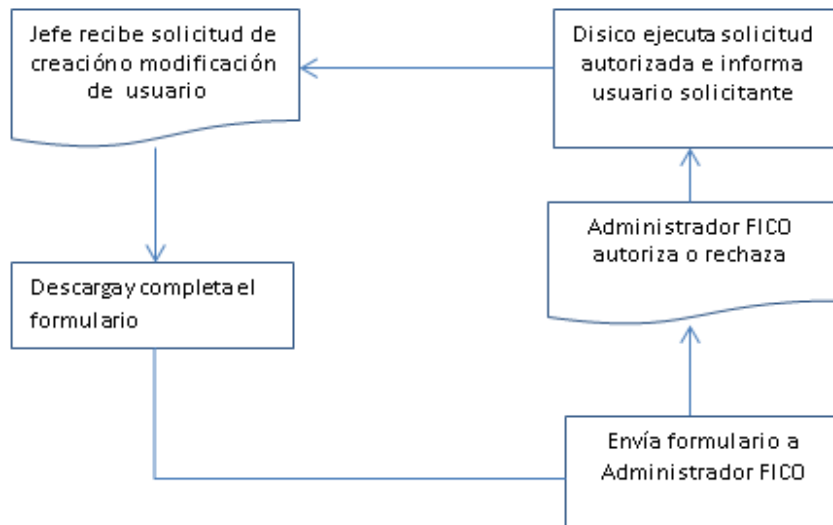 Jefe recibe solicitud de
creacióno modificación
de usuario
Disico ejecuta solicitud
autorizada e informa
usuario solicitante
Administrador FICO
autoriza o rechaza
Descargay completa el
formulario
Envía formulario a
Administrador FICO